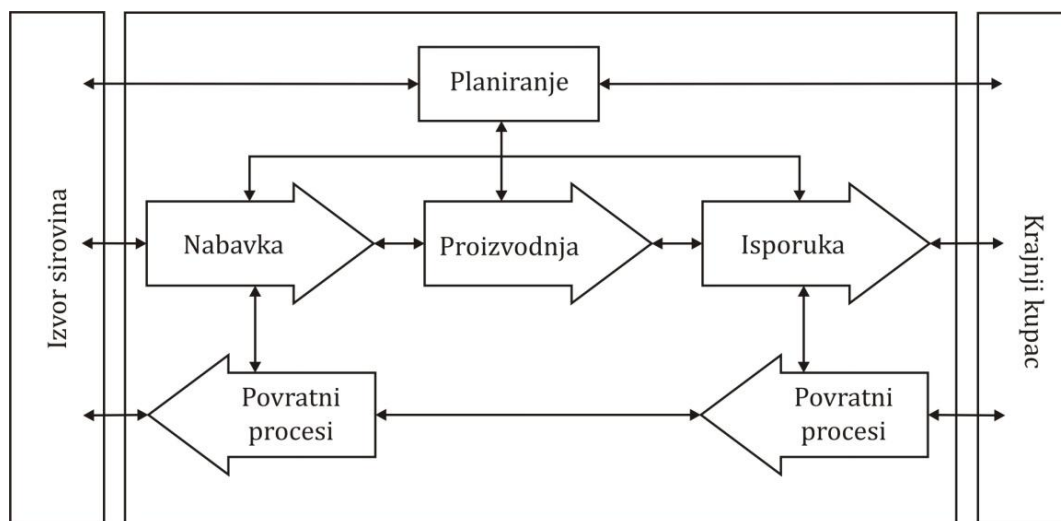 Planiranje
Izvor sirovina
Nabavka
Proizvodnja
Isporuka
Krajnji kupac
Povratni
procesi
Povratni
procesi